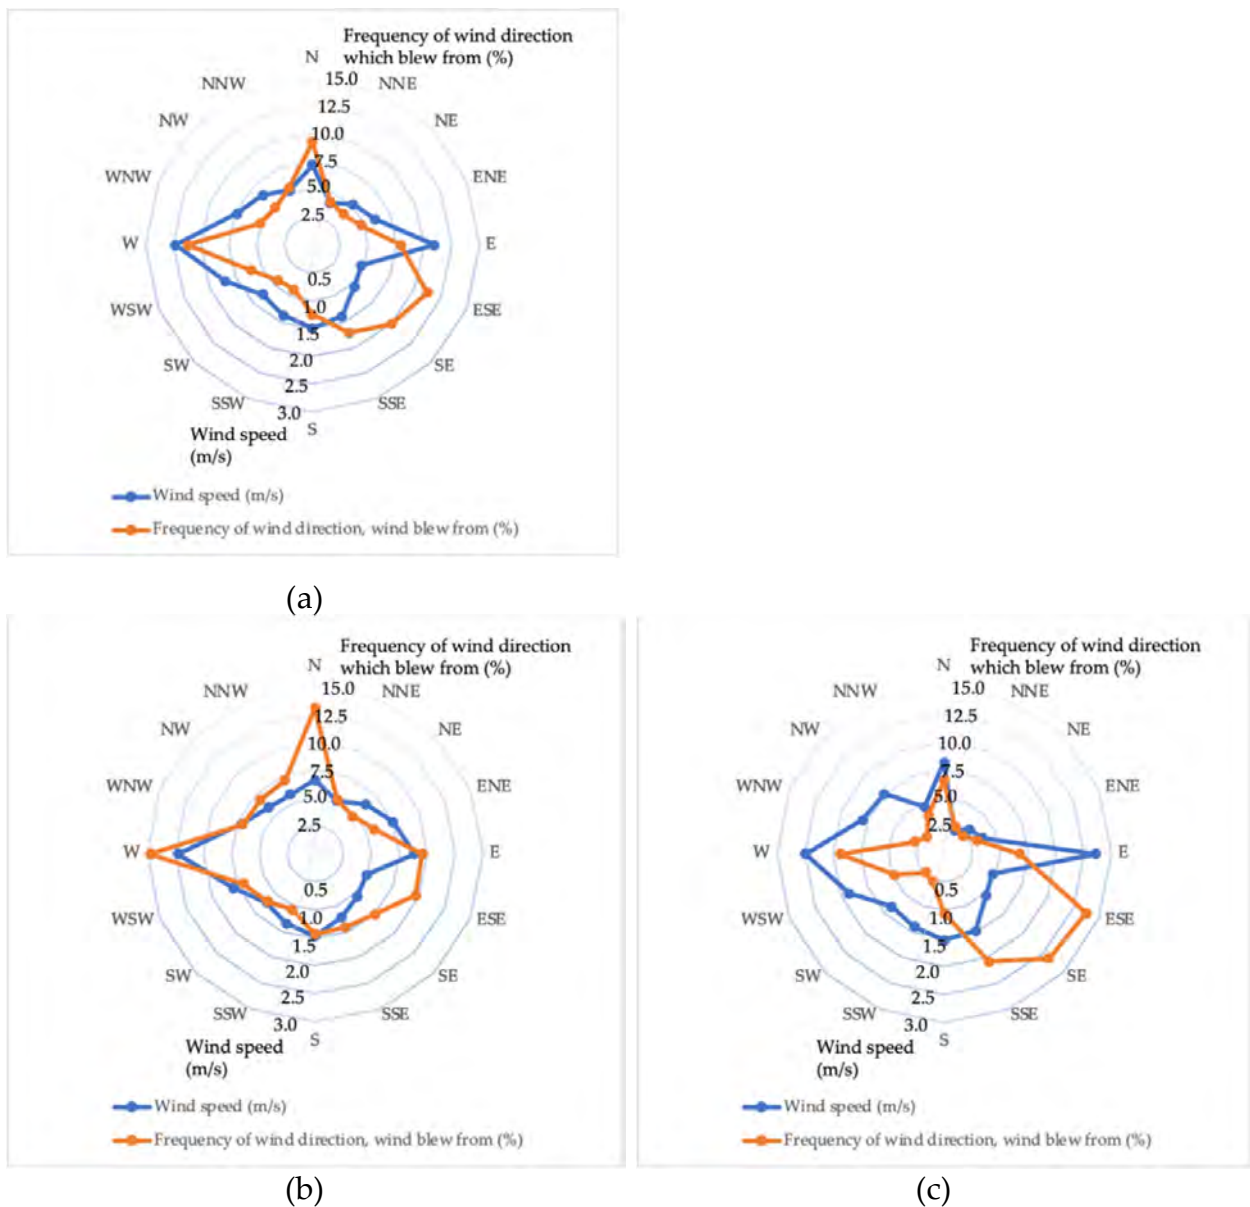 Frequency of wind direction
which blew from (%)
N
15.0
NNW
NNE
12.5
NW
NE
10.0
7.5
WNW
ENE
5.0
2.5
W
E
0.5
1.0
WSW
ESE
1.5
2.0
SW
SE
2.5
SSW
SSE
3.0
S
Wind speed
(m/s)
Wind speed (m/s)
Frequency of wind direction, wind blew from (%)
(a)
Frequency of wind direction
which blew from (%)
N
15.0
NNW
NNE
12.5
NW
NE
10.0
7.5
WNW
ENE
5.0
2.5
W
E
0.5
1.0
WSW
ESE
1.5
2.0
SW
SE
2.5
SSW
SSE
3.0
S
Wind speed
(m/s)
Wind speed (m/s)
Frequency of wind direction, wind blew from (%)
(b)
Frequency of wind direction
which blew from (%)
N
15.0
NNW
NNE
12.5
NW
NE
10.0
7.5
WNW
ENE
5.0
2.5
W
E
0.5
1.0
WSW
ESE
1.5
2.0
SW
SE
2.5
SSW
SSE
3.0
S
Wind speed
(m/s)
Wind speed (m/s)
Frequency of wind direction, wind blew from (%)
(c)